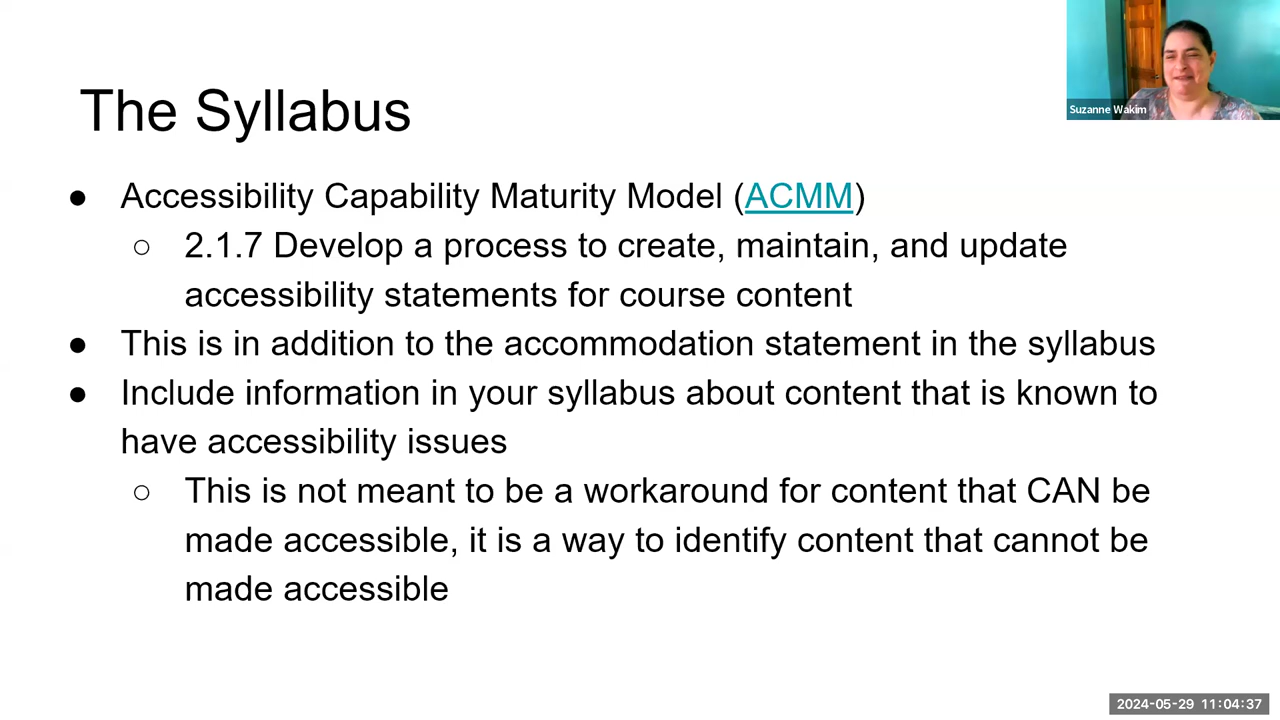 The Syllabus
Suzanne Wakim
● Accessibility Capability Maturity Model (ACMM)
○ 2.1.7 Develop a process to create, maintain, and update
accessibility statements for course content
● This is in addition to the accommodation statement in the syllabus
● Include information in your syllabus about content that is known to
have accessibility issues
○ This is not meant to be a workaround for content that CAN be
made accessible, it is a way to identify content that cannot be
made accessible
2024-05-29 11:04:37